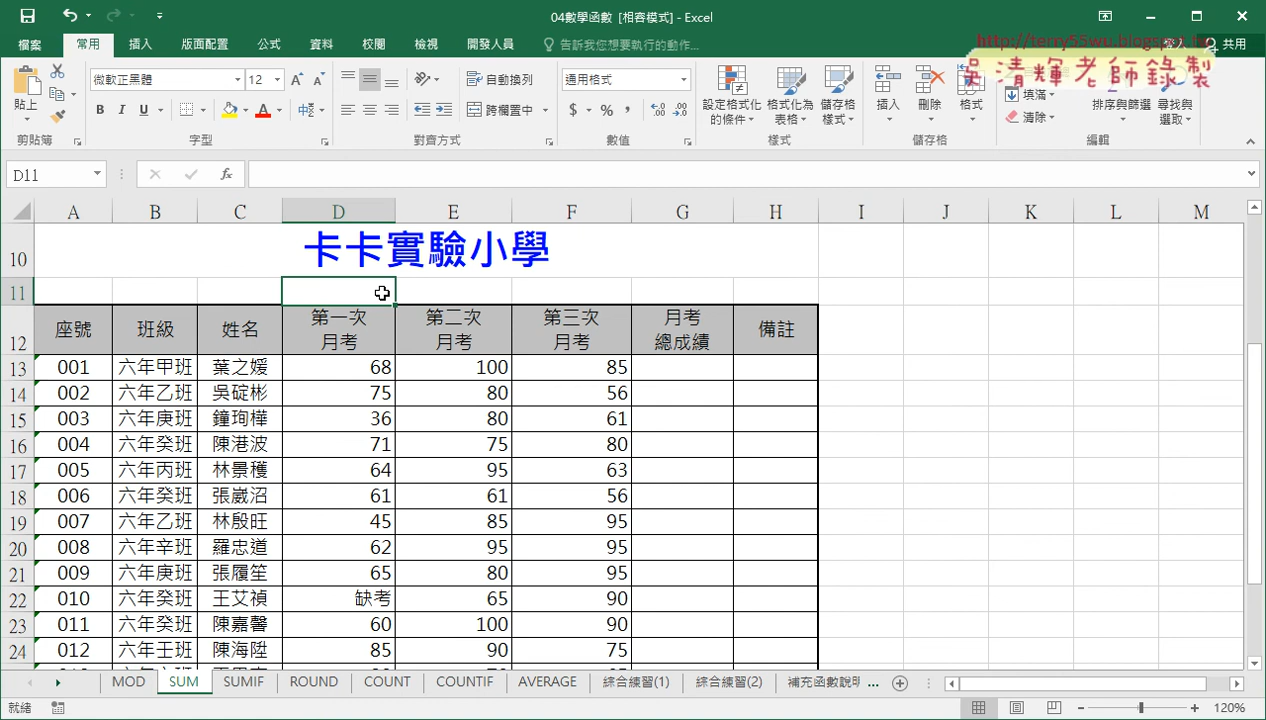 04數學函數 [相容模式] - Excel
檔案 常用 插入 版面配置 公式 資料 校閱 檢視 開發人員 告訴我您想要執行的動作... 登入 共用
http://terry55wu.blogspot.tw
吳清輝老師錄製
貼上 微軟正黑體 12 自動換列 通用格式 設定格式化的條件 格式化為表格 儲存格樣式 插入 刪除 格式 填滿 清除 排序與篩選 尋找與選取
B I U 跨欄置中 $ % ,
剪貼簿 字型 對齊方式 數值 樣式 儲存格 編輯
D11 fx
A B C D E F G H I J K L M
10 卡卡實驗小學
11
12 座號 班級 姓名 第一次月考 第二次月考 第三次月考 月考總成績 備註
13 001 六年甲班 葉之媛 68 100 85
14 002 六年乙班 吳碇彬 75 80 56
15 003 六年庚班 鐘珣樺 36 80 61
16 004 六年癸班 陳港波 71 75 80
17 005 六年丙班 林景穫 64 95 63
18 006 六年癸班 張崴沼 61 61 56
19 007 六年乙班 林殷旺 45 85 95
20 008 六年辛班 羅忠道 62 95 95
21 009 六年庚班 張履笙 65 80 95
22 010 六年癸班 王艾禎 缺考 65 90
23 011 六年癸班 陳嘉馨 60 100 90
24 012 六年壬班 陳海陞 85 90 75
MOD SUM SUMIF ROUND COUNT COUNTIF AVERAGE 綜合練習(1) 綜合練習(2) 補充函數說明 ...
就緒 120%